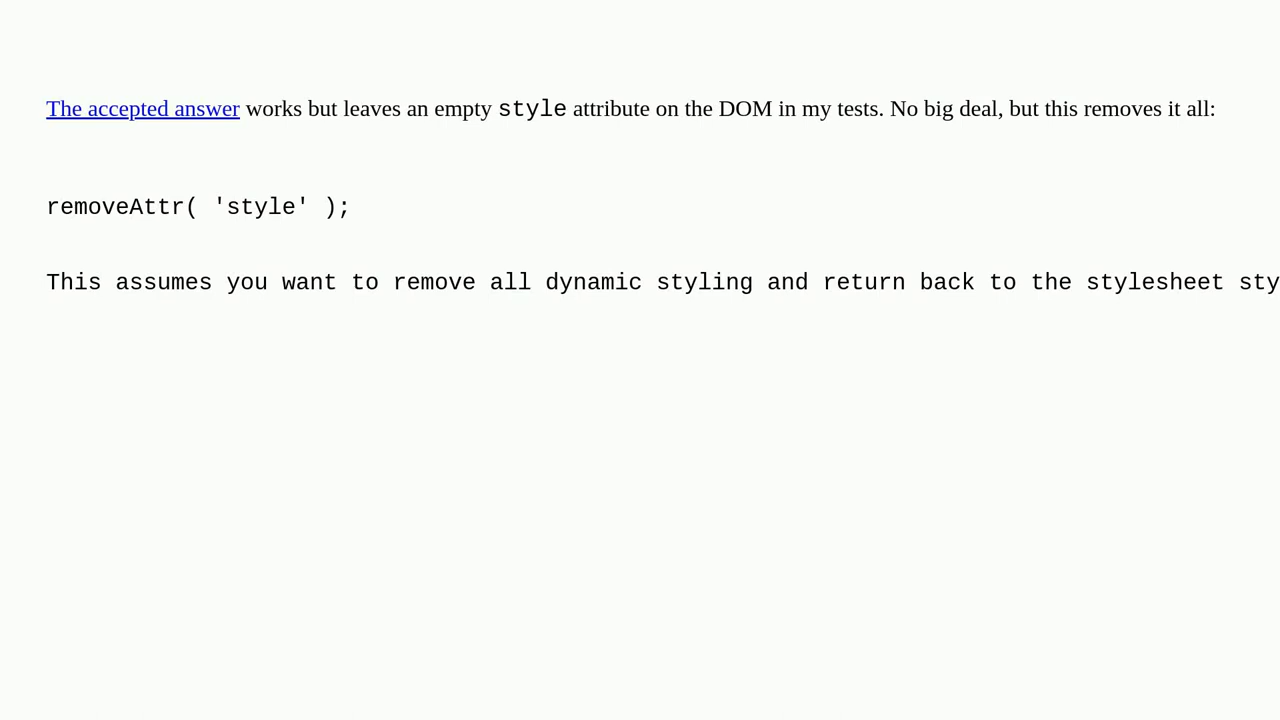 The accepted answer works but leaves an empty style attribute on the DOM in my tests. No big deal, but this removes it all:
removeAttr( 'style' );
This assumes you want to remove all dynamic styling and return back to the stylesheet